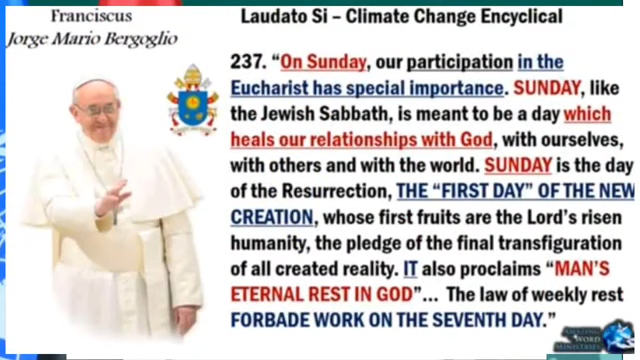 Franciscus
Jorge Mario Bergoglio
Laudato Si – Climate Change Encyclical
237. “On Sunday, our participation in the
Eucharist has special importance. SUNDAY, like
the Jewish Sabbath, is meant to be a day which
heals our relationships with God, with ourselves,
with others and with the world. SUNDAY is the day
of the Resurrection, THE “FIRST DAY” OF THE NEW
CREATION, whose first fruits are the Lord’s risen
humanity, the pledge of the final transfiguration
of all created reality. IT also proclaims “MAN’S
ETERNAL REST IN GOD”... The law of weekly rest
FORBADE WORK ON THE SEVENTH DAY.”
AMAZING
WORD
MINISTRIES